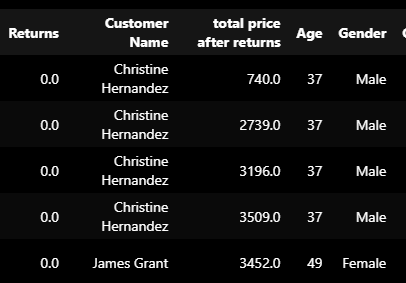 Returns Customer Name total price after returns Age Gender
0.0 Christine Hernandez 740.0 37 Male
0.0 Christine Hernandez 2739.0 37 Male
0.0 Christine Hernandez 3196.0 37 Male
0.0 Christine Hernandez 3509.0 37 Male
0.0 James Grant 3452.0 49 Female